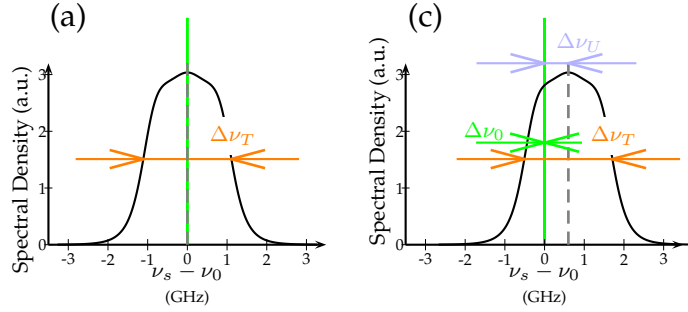 (a)
Spectral Density (a.u.)
3
2
1
0
Δν_T
-3 -2 -1 0 1 2 3
ν_s − ν_0
(GHz)
(c)
Spectral Density (a.u.)
3
2
1
0
Δν_U
Δν_0
Δν_T
-3 -2 -1 0 1 2 3
ν_s − ν_0
(GHz)